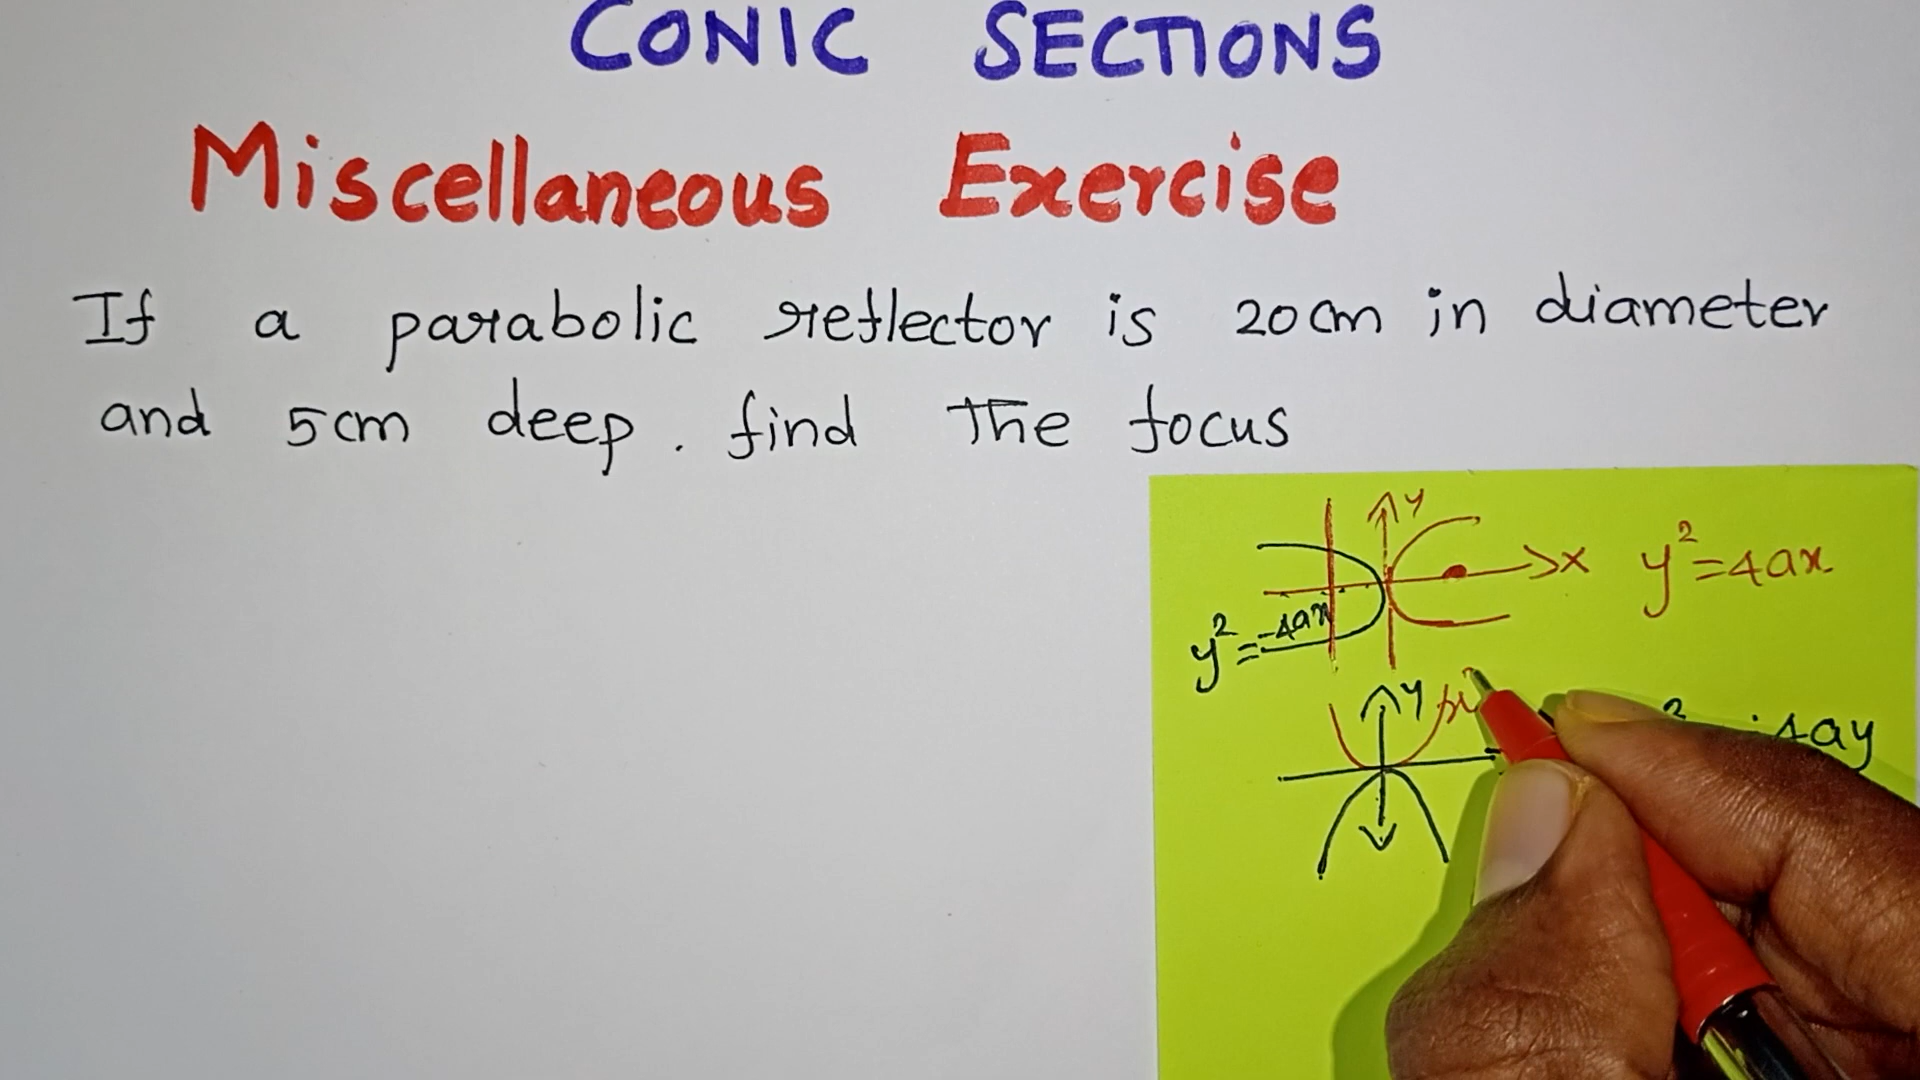 CONIC SECTIONS
Miscellaneous Exercise
If a parabolic reflector is 20cm in diameter
and 5cm deep. find The focus
y
x y²=4ax
y²=-4ax
y
4ay